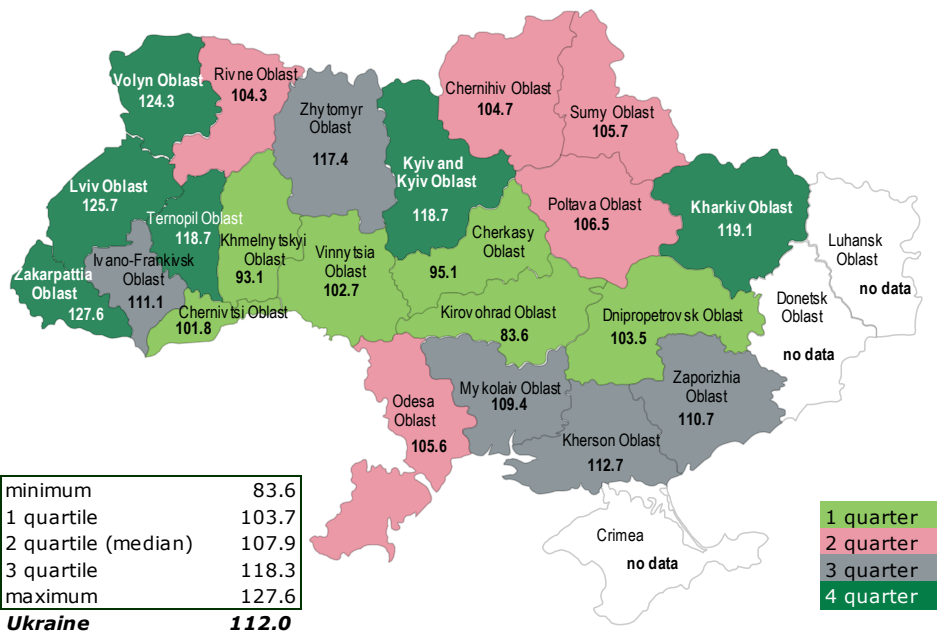 Volyn Oblast
124.3
Rivne Oblast
104.3
Zhytomyr
Oblast
117.4
Chernihiv Oblast
104.7
Sumy Oblast
105.7
Kyiv and
Kyiv Oblast
118.7
Lviv Oblast
125.7
Ternopil Oblast
118.7
Khmelnytskyi
Oblast
93.1
Vinnytsia
Oblast
102.7
Cherkasy
Oblast
95.1
Poltava Oblast
106.5
Kharkiv Oblast
119.1
Luhansk
Oblast
no data
Donetsk
Oblast
no data
Zakarpattia
Oblast
127.6
Ivano-Frankivsk
Oblast
111.1
Chernivtsi Oblast
101.8
Kirovohrad Oblast
83.6
Dnipropetrovsk Oblast
103.5
Odesa
Oblast
105.6
Mykolaiv Oblast
109.4
Zaporizhia
Oblast
110.7
Kherson Oblast
112.7
Crimea
no data
minimum 83.6
1 quartile 103.7
2 quartile (median) 107.9
3 quartile 118.3
maximum 127.6
Ukraine 112.0
1 quarter
2 quarter
3 quarter
4 quarter